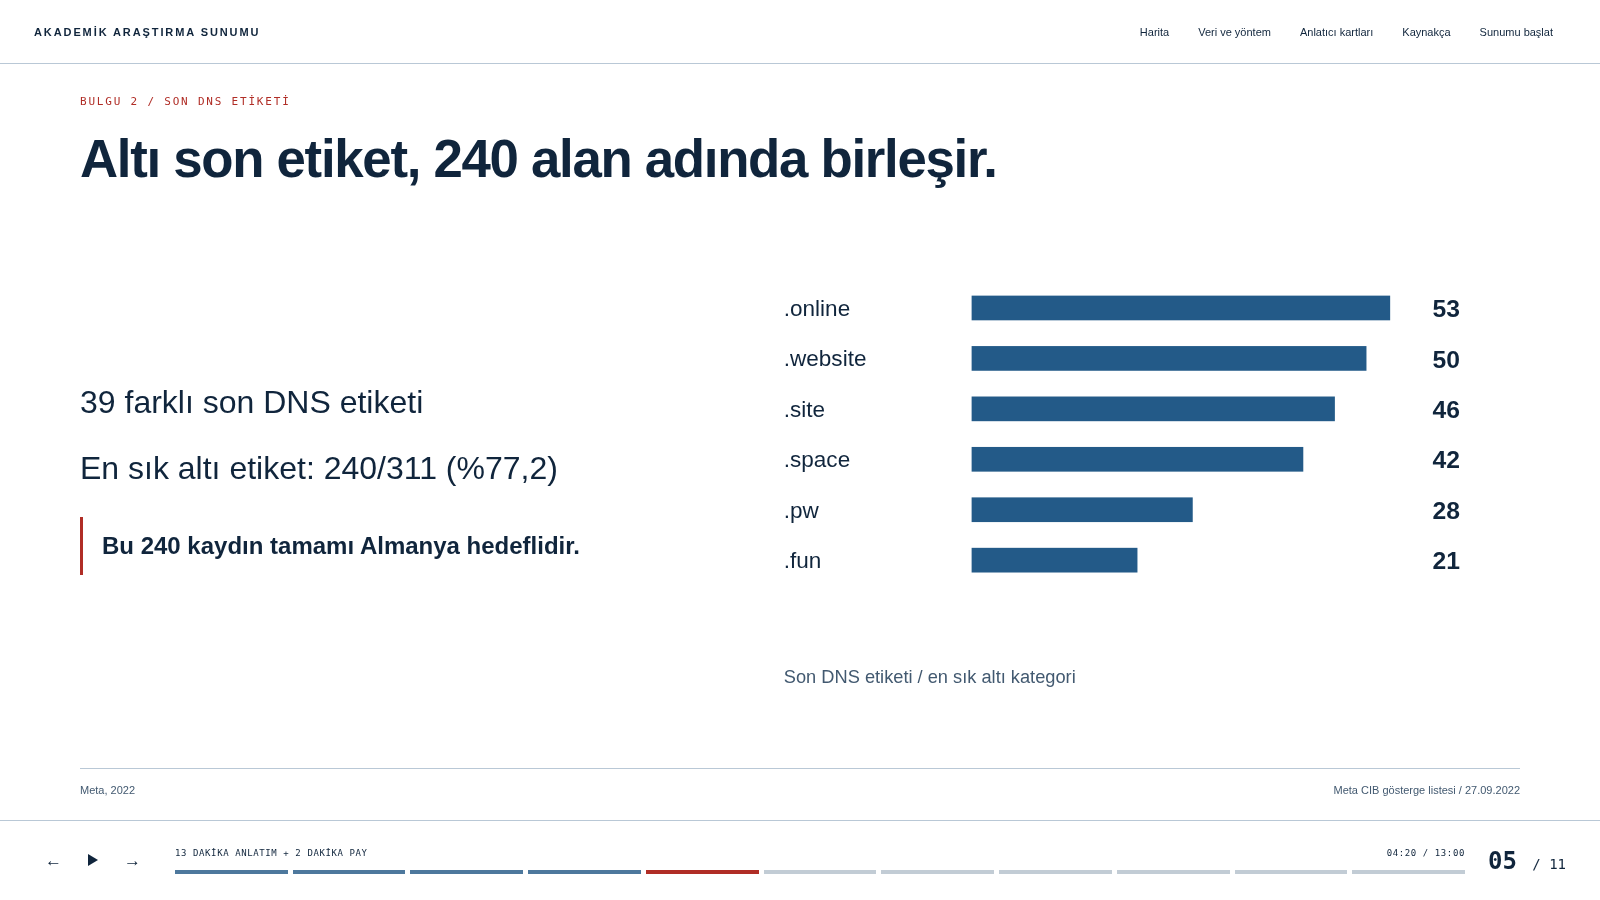 AKADEMİK ARAŞTIRMA SUNUMU
Harita Veri ve yöntem Anlatıcı kartları Kaynakça Sunumu başlat
BULGU 2 / SON DNS ETİKETİ
Altı son etiket, 240 alan adında birleşir.
39 farklı son DNS etiketi
En sık altı etiket: 240/311 (%77,2)
Bu 240 kaydın tamamı Almanya hedeflidir.
.online 53
.website 50
.site 46
.space 42
.pw 28
.fun 21
Son DNS etiketi / en sık altı kategori
Meta, 2022
Meta CIB gösterge listesi / 27.09.2022
← → 
13 DAKİKA ANLATIM + 2 DAKİKA PAY
04:20 / 13:00
05 / 11